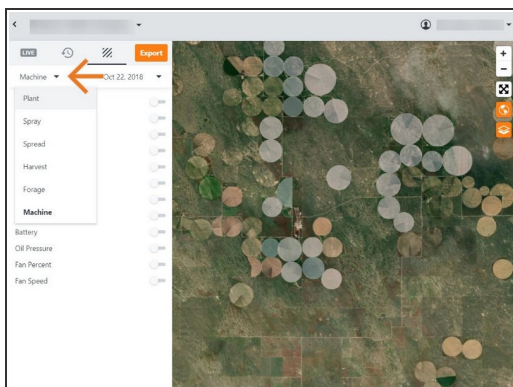 LIVE
Export
Machine
Oct 22, 2018
Plant
Spray
Spread
Harvest
Forage
Machine
Battery
Oil Pressure
Fan Percent
Fan Speed